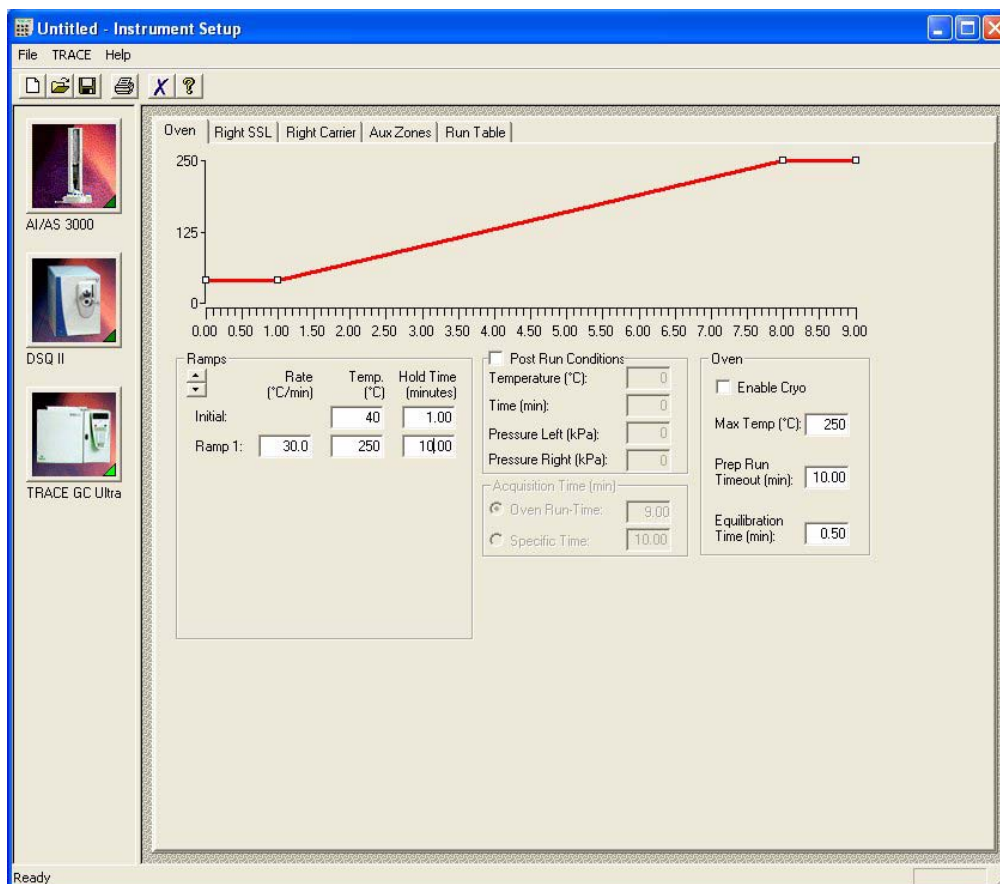 Untitled - Instrument Setup
File TRACE Help
AI/AS 3000
DSQ II
TRACE GC Ultra
Oven Right SSL Right Carrier Aux Zones Run Table
250
125
0
0.00 0.50 1.00 1.50 2.00 2.50 3.00 3.50 4.00 4.50 5.00 5.50 6.00 6.50 7.00 7.50 8.00 8.50 9.00
Ramps
Rate (°C/min) Temp. (°C) Hold Time (minutes)
Initial: 40 1.00
Ramp 1: 30.0 250 10.00
Post Run Conditions
Temperature (°C): 0
Time (min): 0
Pressure Left (kPa): 0
Pressure Right (kPa): 0
Acquisition Time (min)
Oven Run-Time: 9.00
Specific Time: 10.00
Oven
Enable Cryo
Max Temp (°C): 250
Prep Run
Timeout (min): 10.00
Equilibration
Time (min): 0.50
Ready